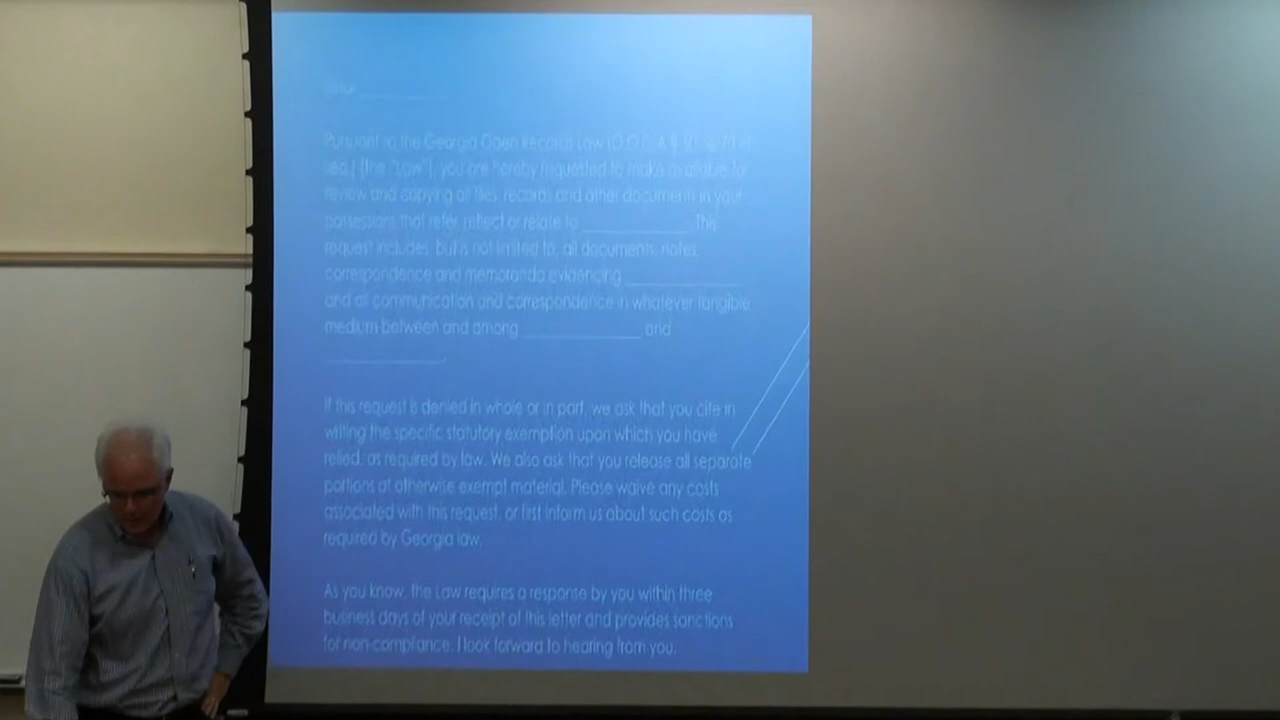 Dear ____________
Pursuant to the Georgia Open Records Law (O.C.G.A. § 50-18-70 et
seq.) (the "Law"), you are hereby requested to make available for
review and copying all files, records and other documents in your
possessions that refer, reflect or relate to ______________. This
request includes, but is not limited to, all documents, notes,
correspondence and memoranda evidencing ________________
and all communication and correspondence in whatever tangible
medium between and among ________________ and
________________.
If this request is denied in whole or in part, we ask that you cite in
writing the specific statutory exemption upon which you have
relied, as required by law. We also ask that you release all separate
portions of otherwise exempt material. Please waive any costs
associated with this request, or first inform us about such costs as
required by Georgia law.
As you know, the Law requires a response by you within three
business days of your receipt of this letter and provides sanctions
for non-compliance. I look forward to hearing from you.